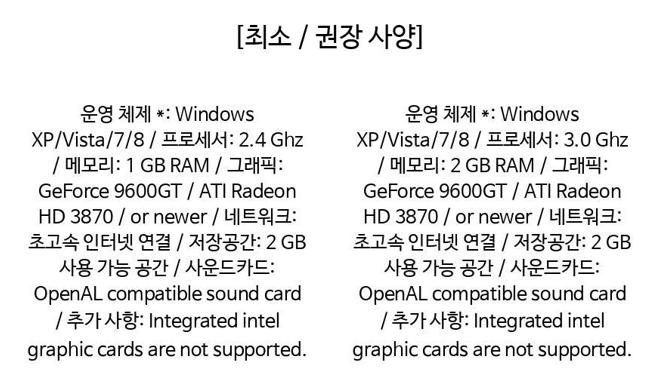 [최소 / 권장 사양]
운영 체제 *: Windows
XP/Vista/7/8 / 프로세서: 2.4 Ghz
/ 메모리: 1 GB RAM / 그래픽:
GeForce 9600GT / ATI Radeon
HD 3870 / or newer / 네트워크:
초고속 인터넷 연결 / 저장공간: 2 GB
사용 가능 공간 / 사운드카드:
OpenAL compatible sound card
/ 추가 사항: Integrated intel
graphic cards are not supported.
운영 체제 *: Windows
XP/Vista/7/8 / 프로세서: 3.0 Ghz
/ 메모리: 2 GB RAM / 그래픽:
GeForce 9600GT / ATI Radeon
HD 3870 / or newer / 네트워크:
초고속 인터넷 연결 / 저장공간: 2 GB
사용 가능 공간 / 사운드카드:
OpenAL compatible sound card
/ 추가 사항: Integrated intel
graphic cards are not supported.